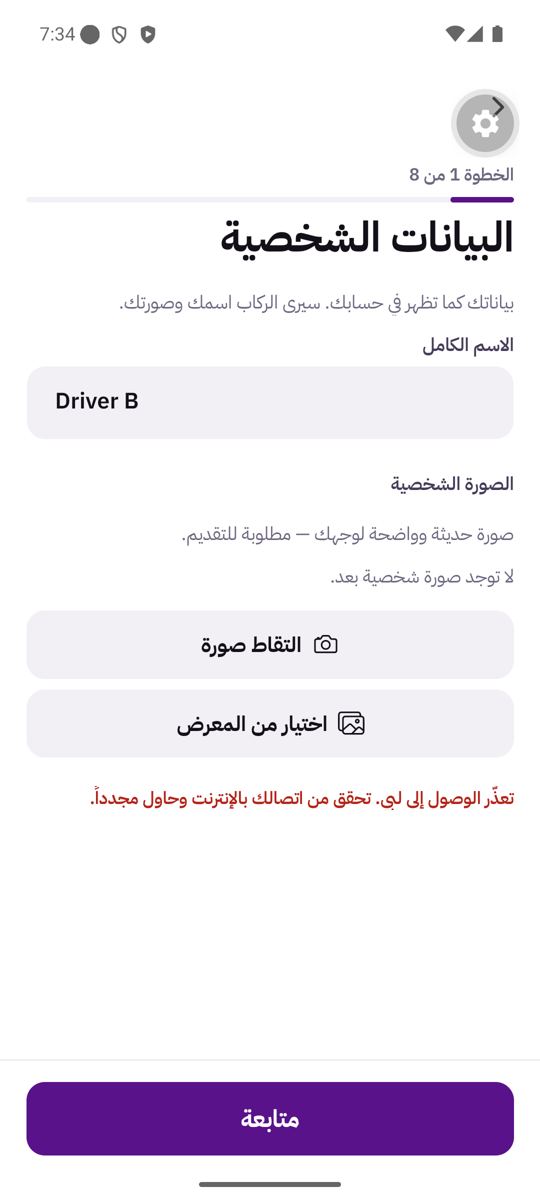 7:34
الخطوة 1 من 8
البيانات الشخصية
بياناتك كما تظهر في حسابك. سيرى الركاب اسمك وصورتك.
الاسم الكامل
Driver B
الصورة الشخصية
صورة حديثة وواضحة لوجهك — مطلوبة للتقديم.
لا توجد صورة شخصية بعد.
التقاط صورة
اختيار من المعرض
تعذّر الوصول إلى لبى. تحقق من اتصالك بالإنترنت وحاول مجدداً.
متابعة